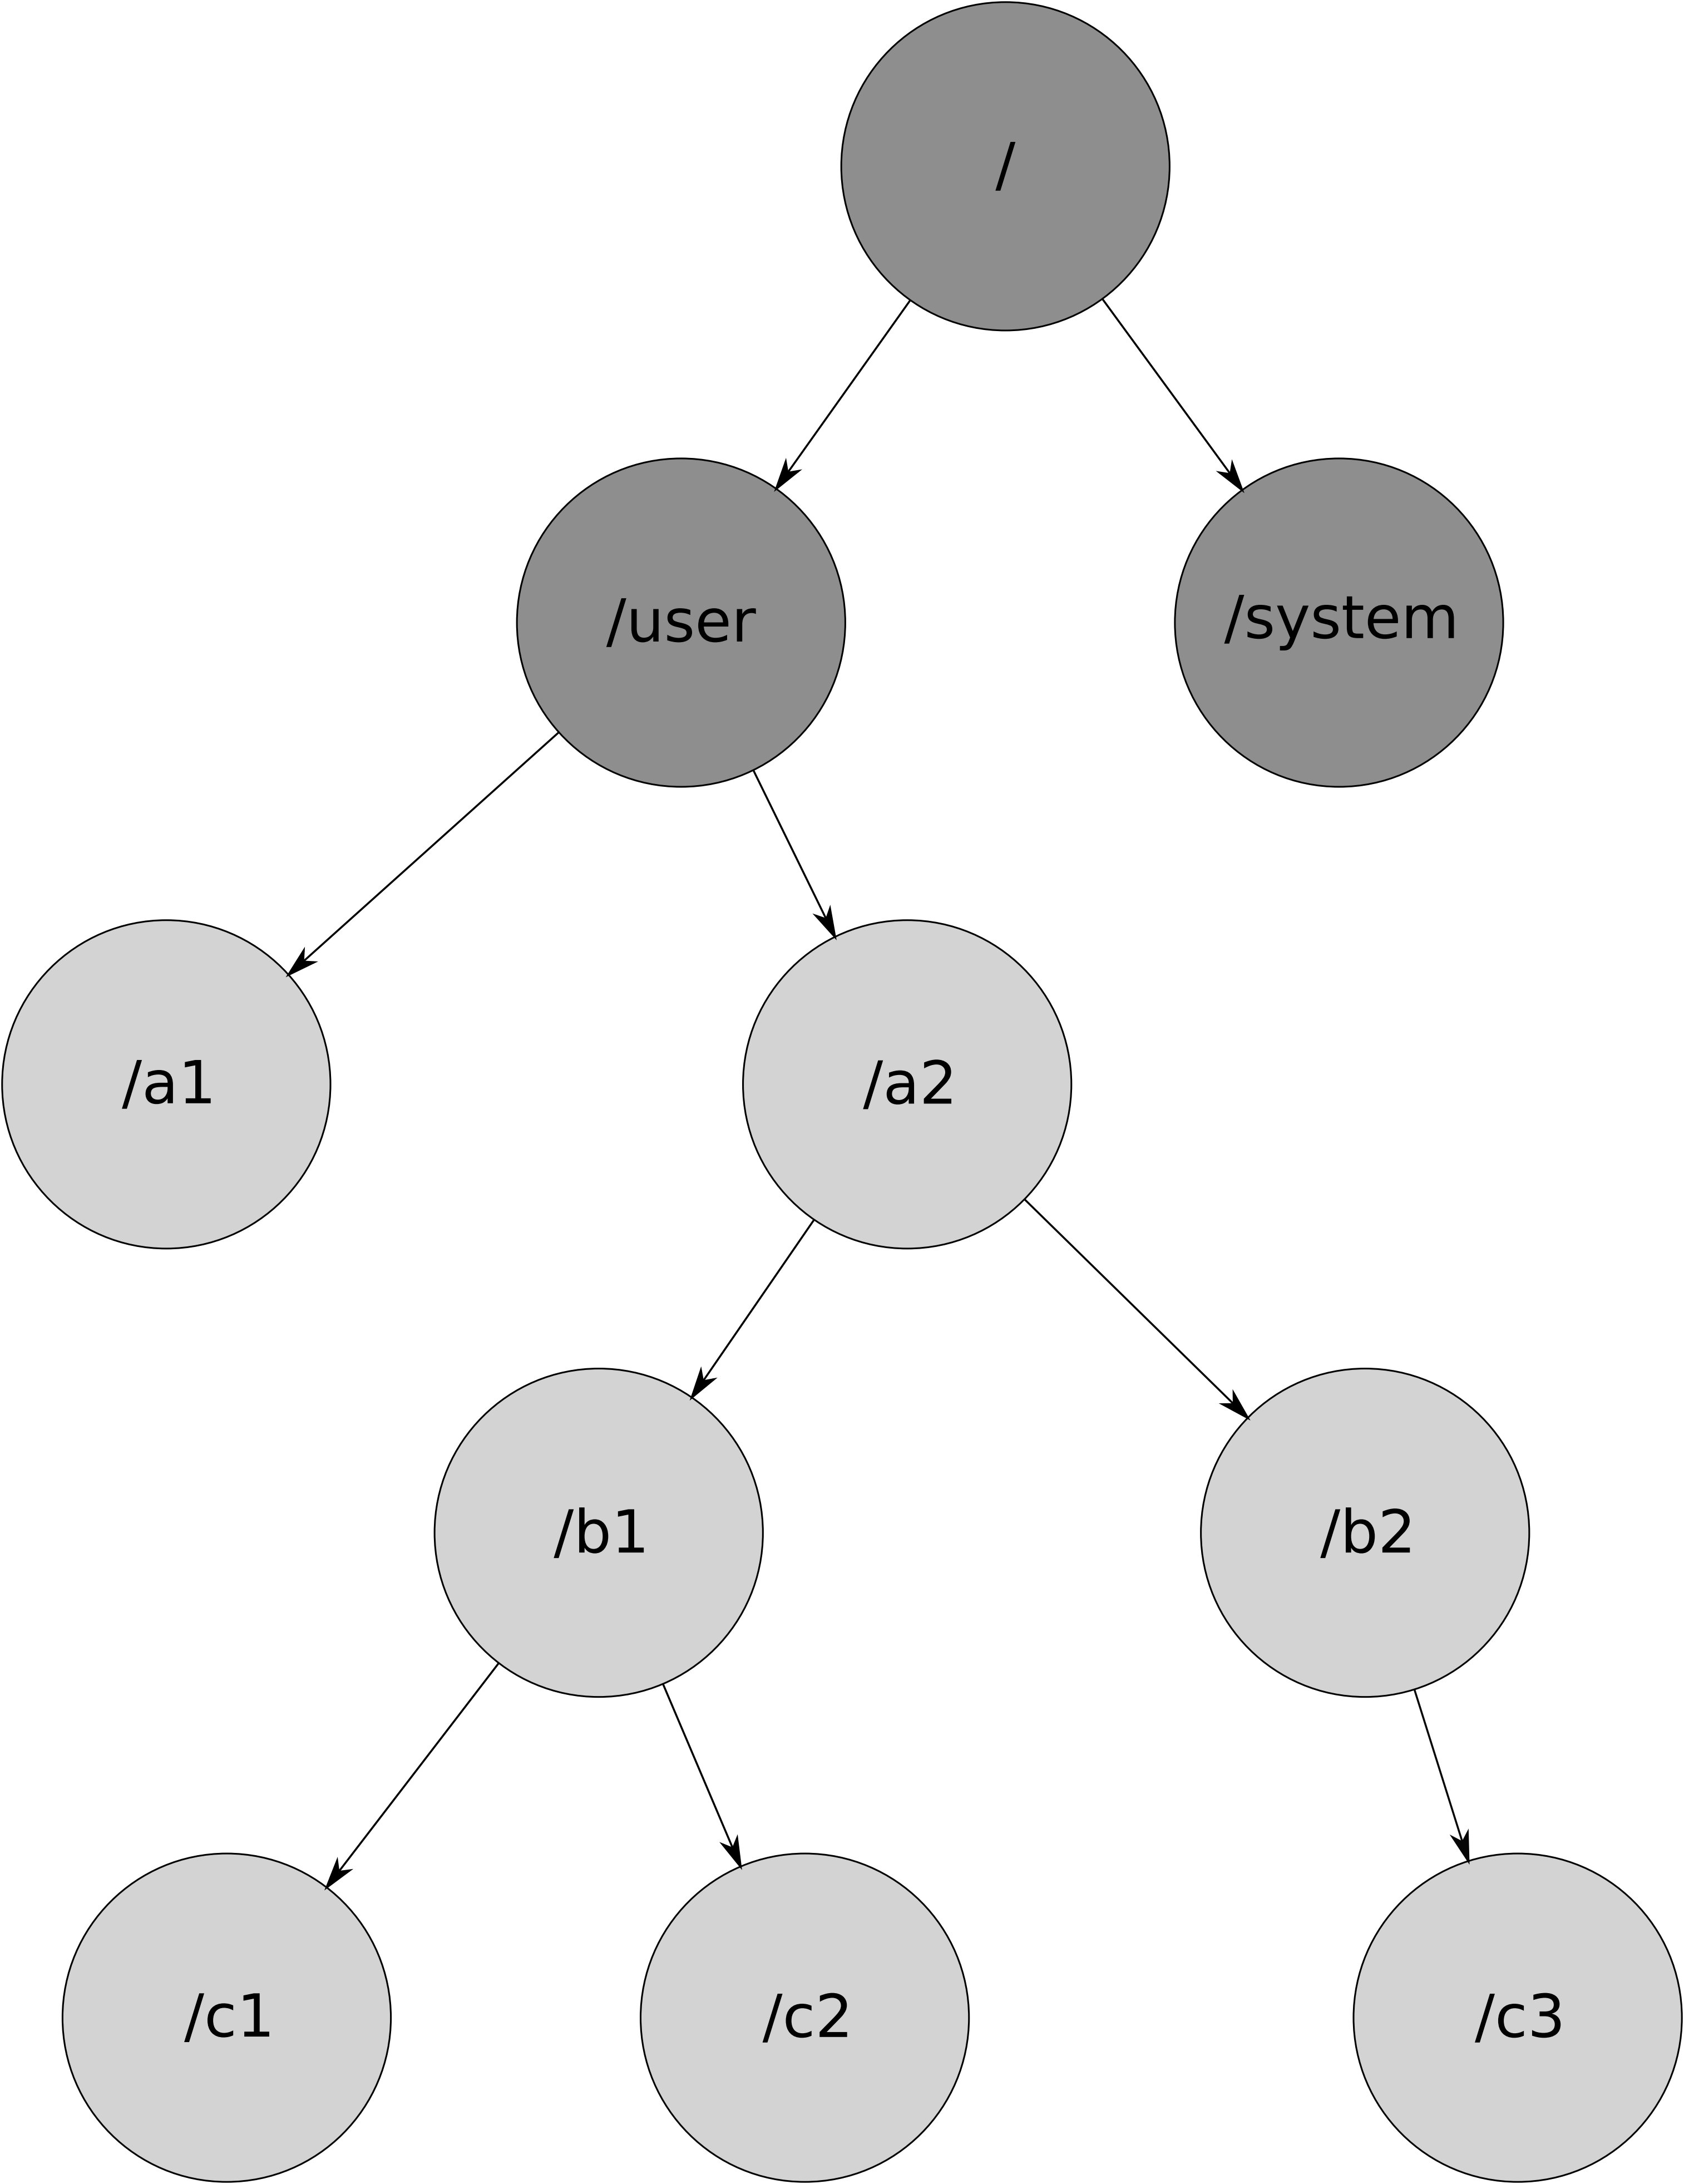 /
/user
/system
/a1
/a2
/b1
/b2
/c1
/c2
/c3